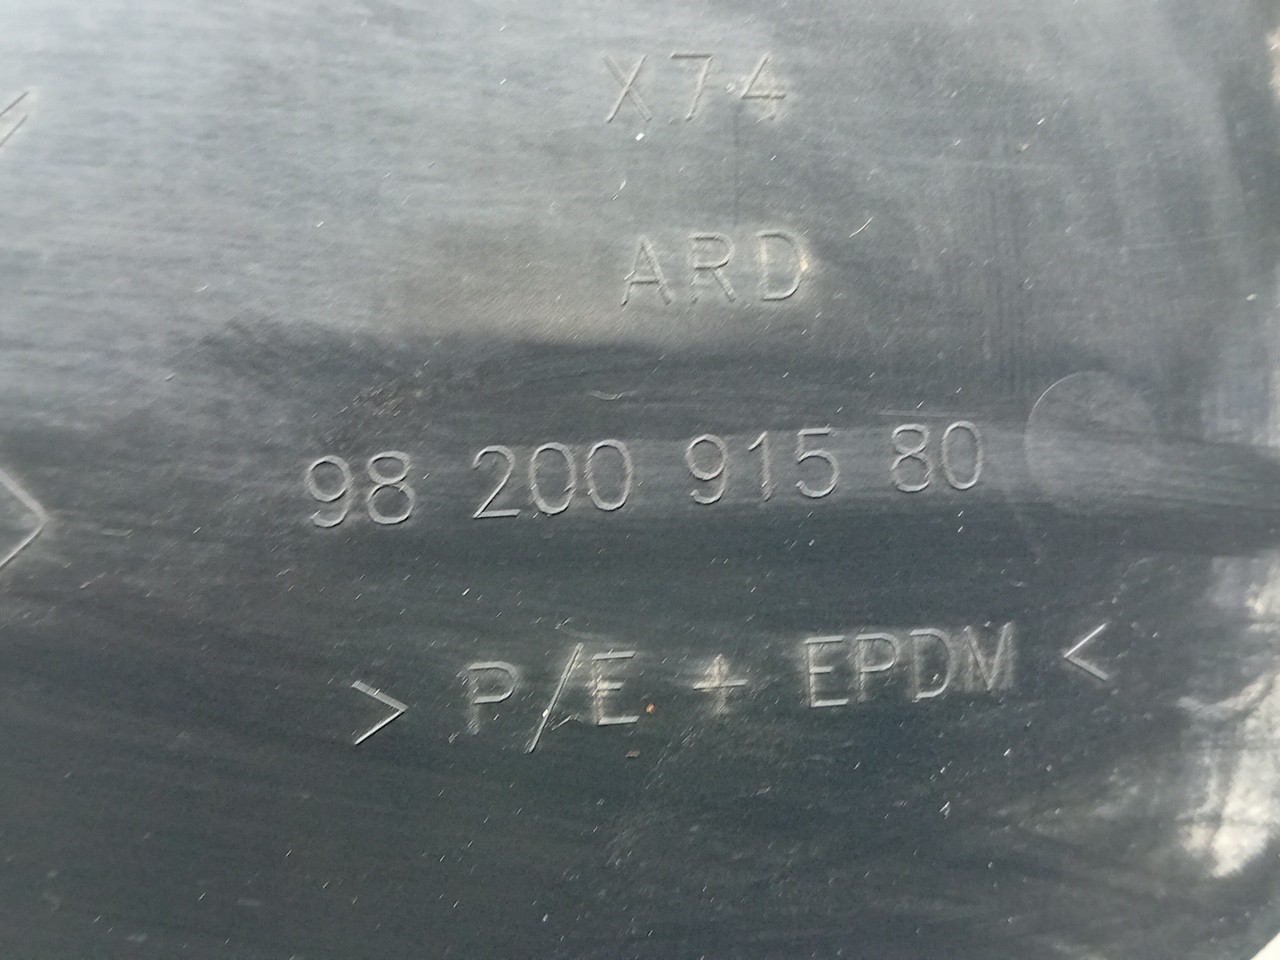 X74
ARD
98 200 915 80
> P/E + EPDM <